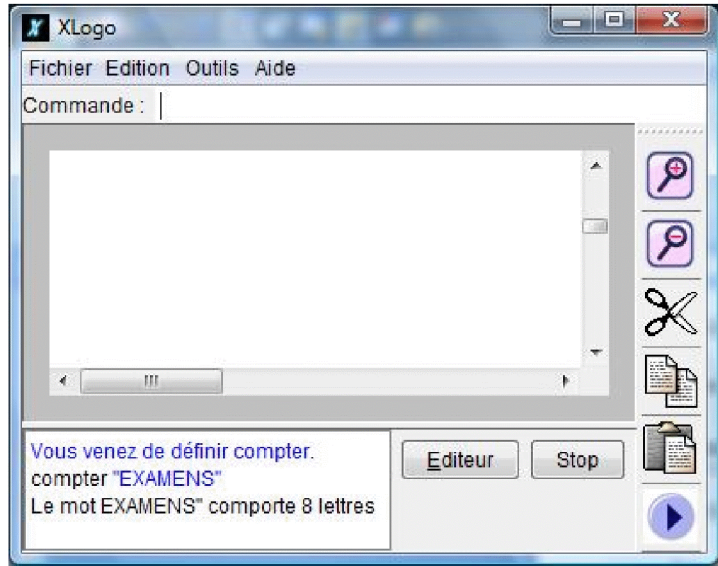 XLogo
Fichier Edition Outils Aide
Commande :
Vous venez de définir compter.
compter "EXAMENS"
Le mot EXAMENS" comporte 8 lettres
Editeur Stop